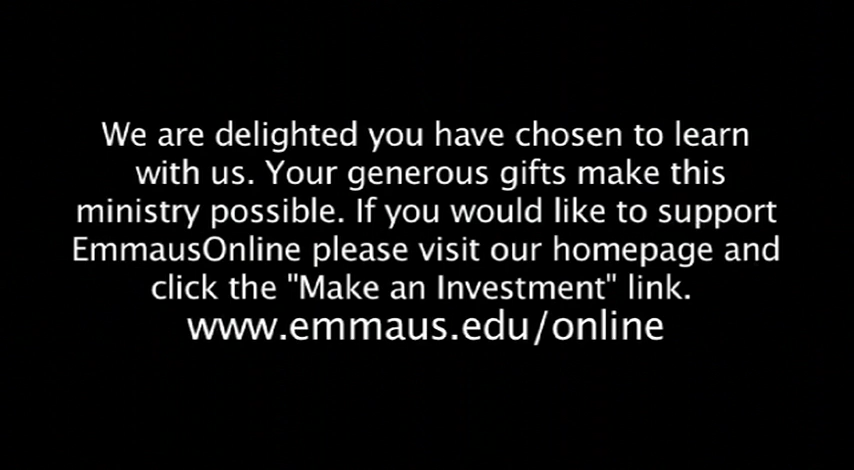 We are delighted you have chosen to learn
with us. Your generous gifts make this
ministry possible. If you would like to support
EmmausOnline please visit our homepage and
click the "Make an Investment" link.
www.emmaus.edu/online